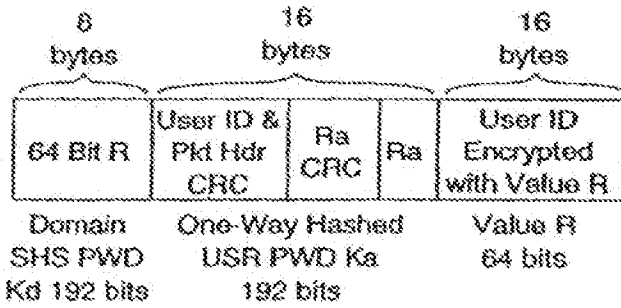 8
bytes
16
bytes
16
bytes
64 Bit R
User ID &
Pkt Hdr
CRC
Ra
CRC
Ra
User ID
Encrypted
with Value R
Domain
SHS PWD
Kd 192 bits
One-Way Hashed
USR PWD Ka
192 bits
Value R
64 bits